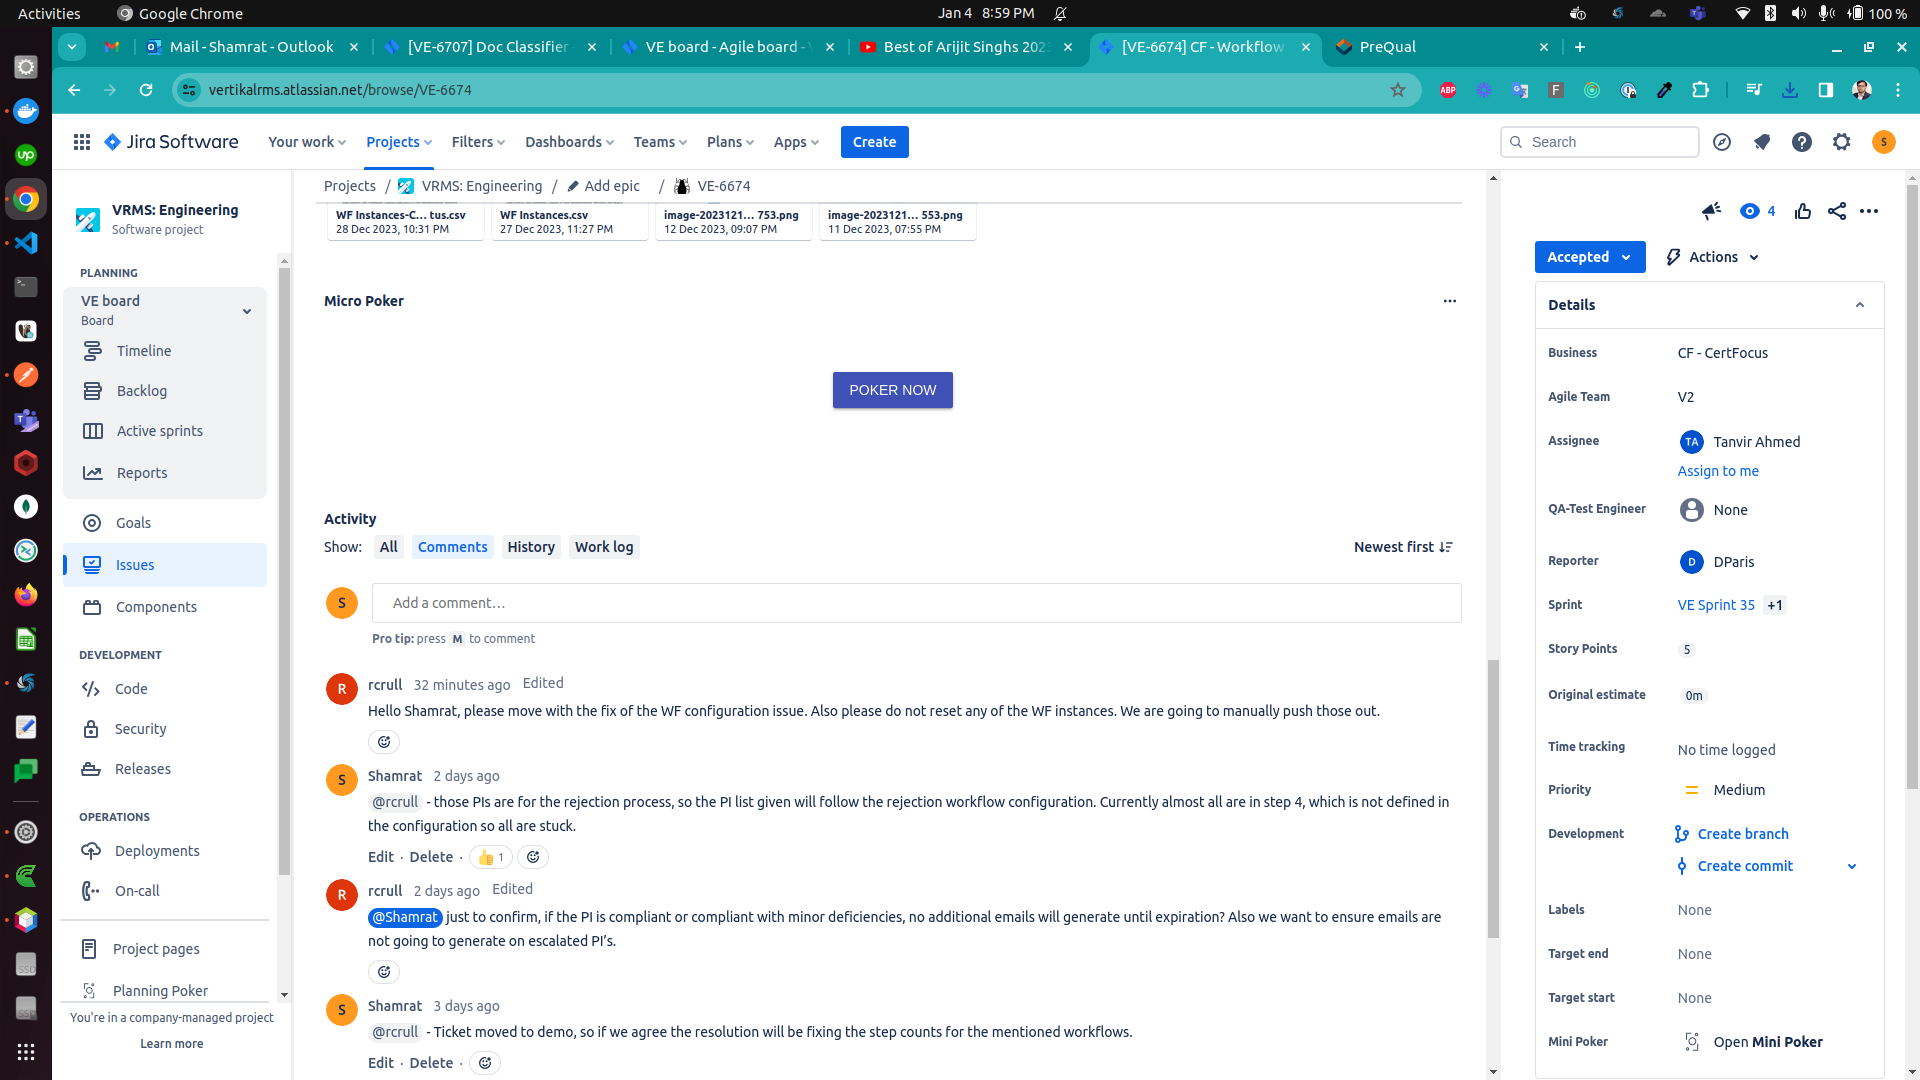 Activities
Google Chrome
Jan 4 8:59 PM
100 %
Mail - Shamrat - Outlook
[VE-6707] Doc Classifier
VE board - Agile board -
Best of Arijit Singhs 202
[VE-6674] CF - Workflow
PreQual
vertikalrms.atlassian.net/browse/VE-6674
ABP
F
Jira Software
Your work
Projects
Filters
Dashboards
Teams
Plans
Apps
Create
Search
S
VRMS: Engineering
Software project
PLANNING
VE board
Board
Timeline
Backlog
Active sprints
Reports
Goals
Issues
Components
DEVELOPMENT
Code
Security
Releases
OPERATIONS
Deployments
On-call
Project pages
Planning Poker
You're in a company-managed project
Learn more
Projects / VRMS: Engineering / Add epic / VE-6674
WF Instances-C... tus.csv
28 Dec 2023, 10:31 PM
WF Instances.csv
27 Dec 2023, 11:27 PM
image-2023121... 753.png
12 Dec 2023, 09:07 PM
image-2023121... 553.png
11 Dec 2023, 07:55 PM
Micro Poker
POKER NOW
Activity
Show: All Comments History Work log
Newest first
S
Add a comment…
Pro tip: press M to comment
R
rcrull 32 minutes ago Edited
Hello Shamrat, please move with the fix of the WF configuration issue. Also please do not reset any of the WF instances. We are going to manually push those out.
S
Shamrat 2 days ago
@rcrull - those PIs are for the rejection process, so the PI list given will follow the rejection workflow configuration. Currently almost all are in step 4, which is not defined in
the configuration so all are stuck.
Edit · Delete · 1
R
rcrull 2 days ago Edited
@Shamrat just to confirm, if the PI is compliant or compliant with minor deficiencies, no additional emails will generate until expiration? Also we want to ensure emails are
not going to generate on escalated PI's.
S
Shamrat 3 days ago
@rcrull - Ticket moved to demo, so if we agree the resolution will be fixing the step counts for the mentioned workflows.
Edit · Delete ·
4
Accepted
Actions
Details
Business
CF - CertFocus
Agile Team
V2
Assignee
TA
Tanvir Ahmed
Assign to me
QA-Test Engineer
None
Reporter
D
DParis
Sprint
VE Sprint 35 +1
Story Points
5
Original estimate
0m
Time tracking
No time logged
Priority
Medium
Development
Create branch
Create commit
Labels
None
Target end
None
Target start
None
Mini Poker
Open Mini Poker